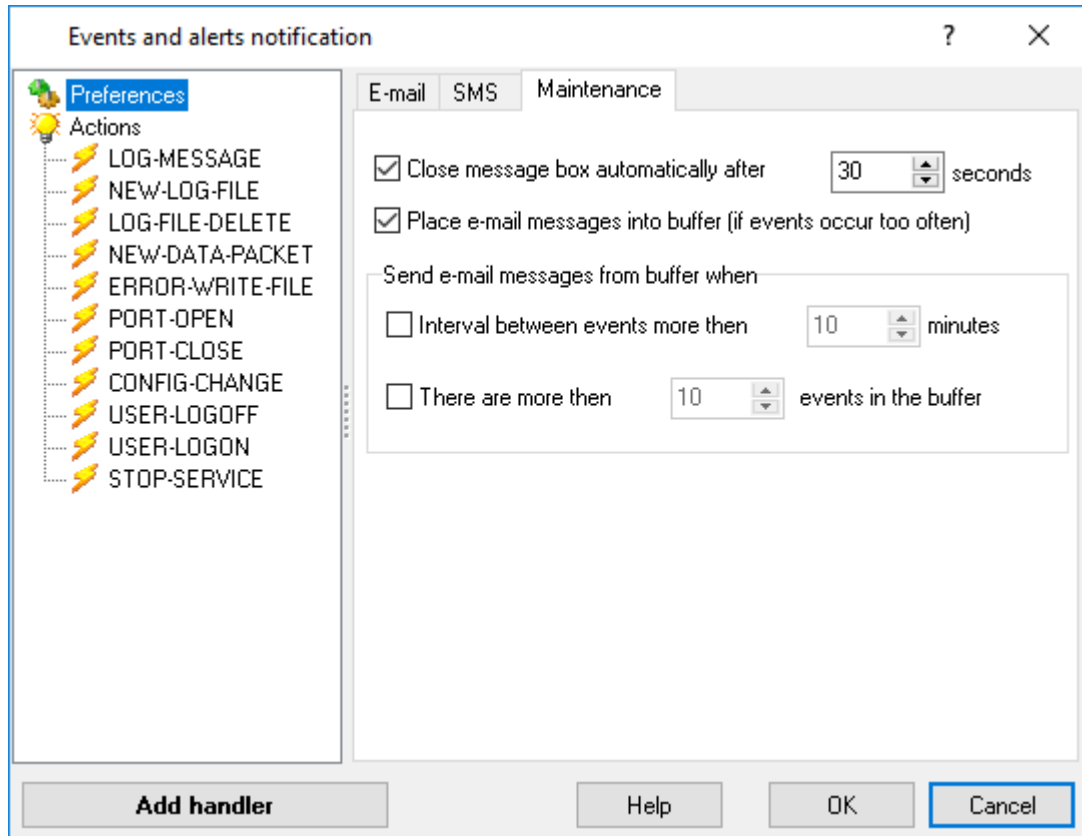 Events and alerts notification ?
Preferences
Actions
LOG-MESSAGE
NEW-LOG-FILE
LOG-FILE-DELETE
NEW-DATA-PACKET
ERROR-WRITE-FILE
PORT-OPEN
PORT-CLOSE
CONFIG-CHANGE
USER-LOGOFF
USER-LOGON
STOP-SERVICE
E-mail SMS Maintenance
Close message box automatically after 30 seconds
Place e-mail messages into buffer (if events occur too often)
Send e-mail messages from buffer when
Interval between events more then 10 minutes
There are more then 10 events in the buffer
Add handler Help OK Cancel